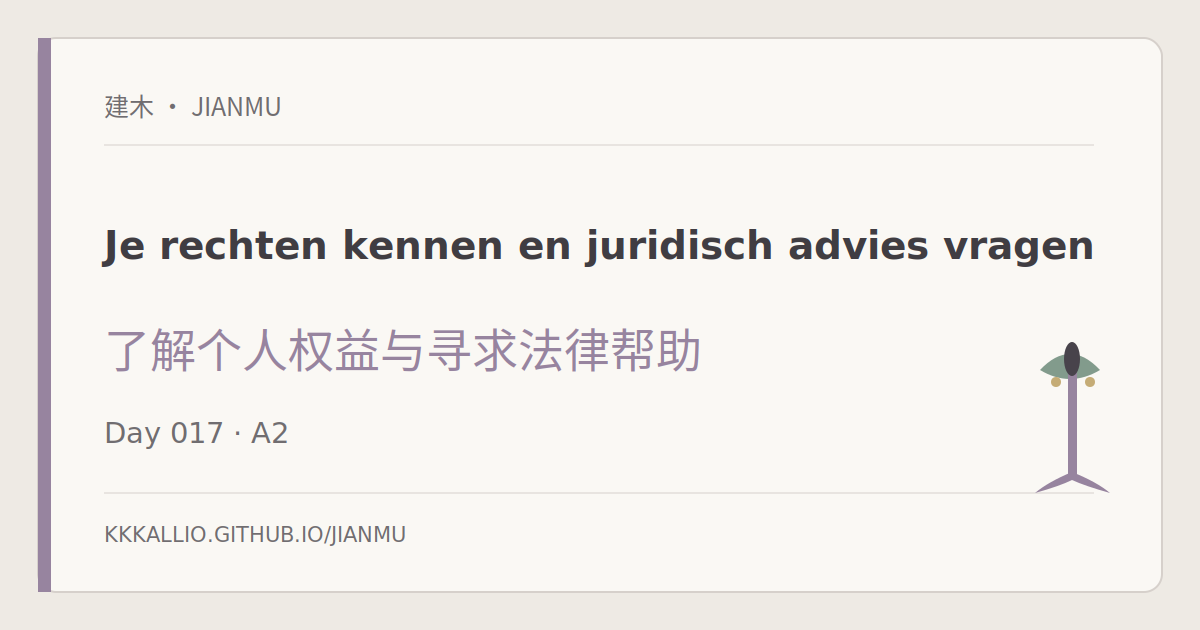 建木 · JIANMU
Je rechten kennen en juridisch advies vragen
了解个人权益与寻求法律帮助
Day 017 · A2
KKKALLIO.GITHUB.IO/JIANMU